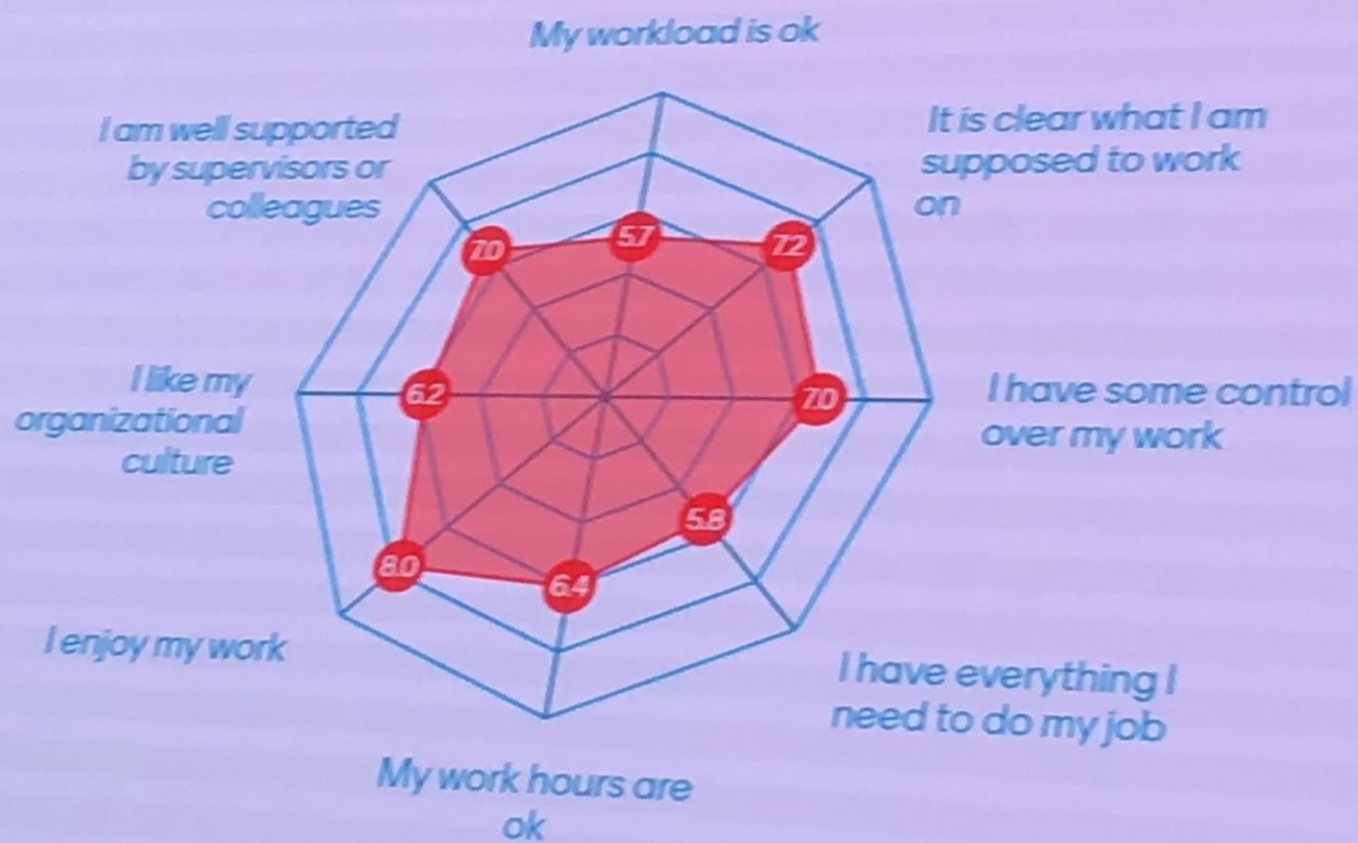 My workload is ok
It is clear what I am
supposed to work
on
I have some control
over my work
I have everything I
need to do my job
My work hours are
ok
I enjoy my work
I like my
organizational
culture
I am well supported
by supervisors or
colleagues
5.7
7.2
7.0
5.8
6.4
8.0
6.2
7.0